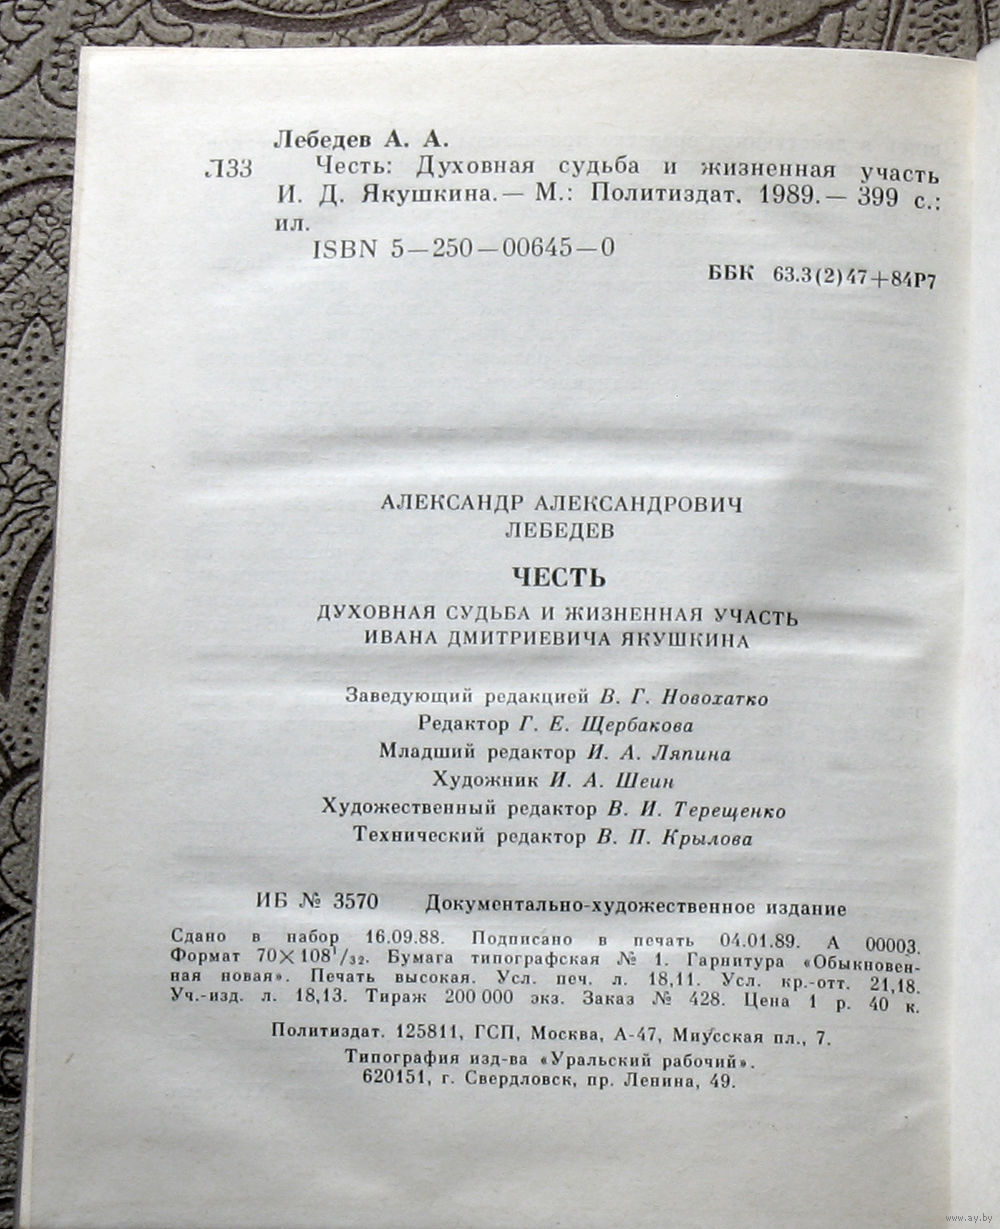 Лебедев А. А.
Л33 Честь: Духовная судьба и жизненная участь
И. Д. Якушкина.— М.: Политиздат, 1989.— 399 с.:
ил.
ISBN 5—250—00645—0
ББК 63.3(2)47+84Р7
АЛЕКСАНДР АЛЕКСАНДРОВИЧ
ЛЕБЕДЕВ
ЧЕСТЬ
ДУХОВНАЯ СУДЬБА И ЖИЗНЕННАЯ УЧАСТЬ
ИВАНА ДМИТРИЕВИЧА ЯКУШКИНА
Заведующий редакцией В. Г. Новохатко
Редактор Г. Е. Щербакова
Младший редактор И. А. Ляпина
Художник И. А. Шеин
Художественный редактор В. И. Терещенко
Технический редактор В. П. Крылова
ИБ № 3570 Документально-художественное издание
Сдано в набор 16.09.88. Подписано в печать 04.01.89. А 00003.
Формат 70×108¹/₃₂. Бумага типографская № 1. Гарнитура «Обыкновен-
ная новая». Печать высокая. Усл. печ. л. 18,11. Усл. кр.-отт. 21,18.
Уч.-изд. л. 18,13. Тираж 200 000 экз. Заказ № 428. Цена 1 р. 40 к.
Политиздат. 125811, ГСП, Москва, А-47, Миусская пл., 7.
Типография изд-ва «Уральский рабочий».
620151, г. Свердловск, пр. Ленина, 49.
www.ay.by